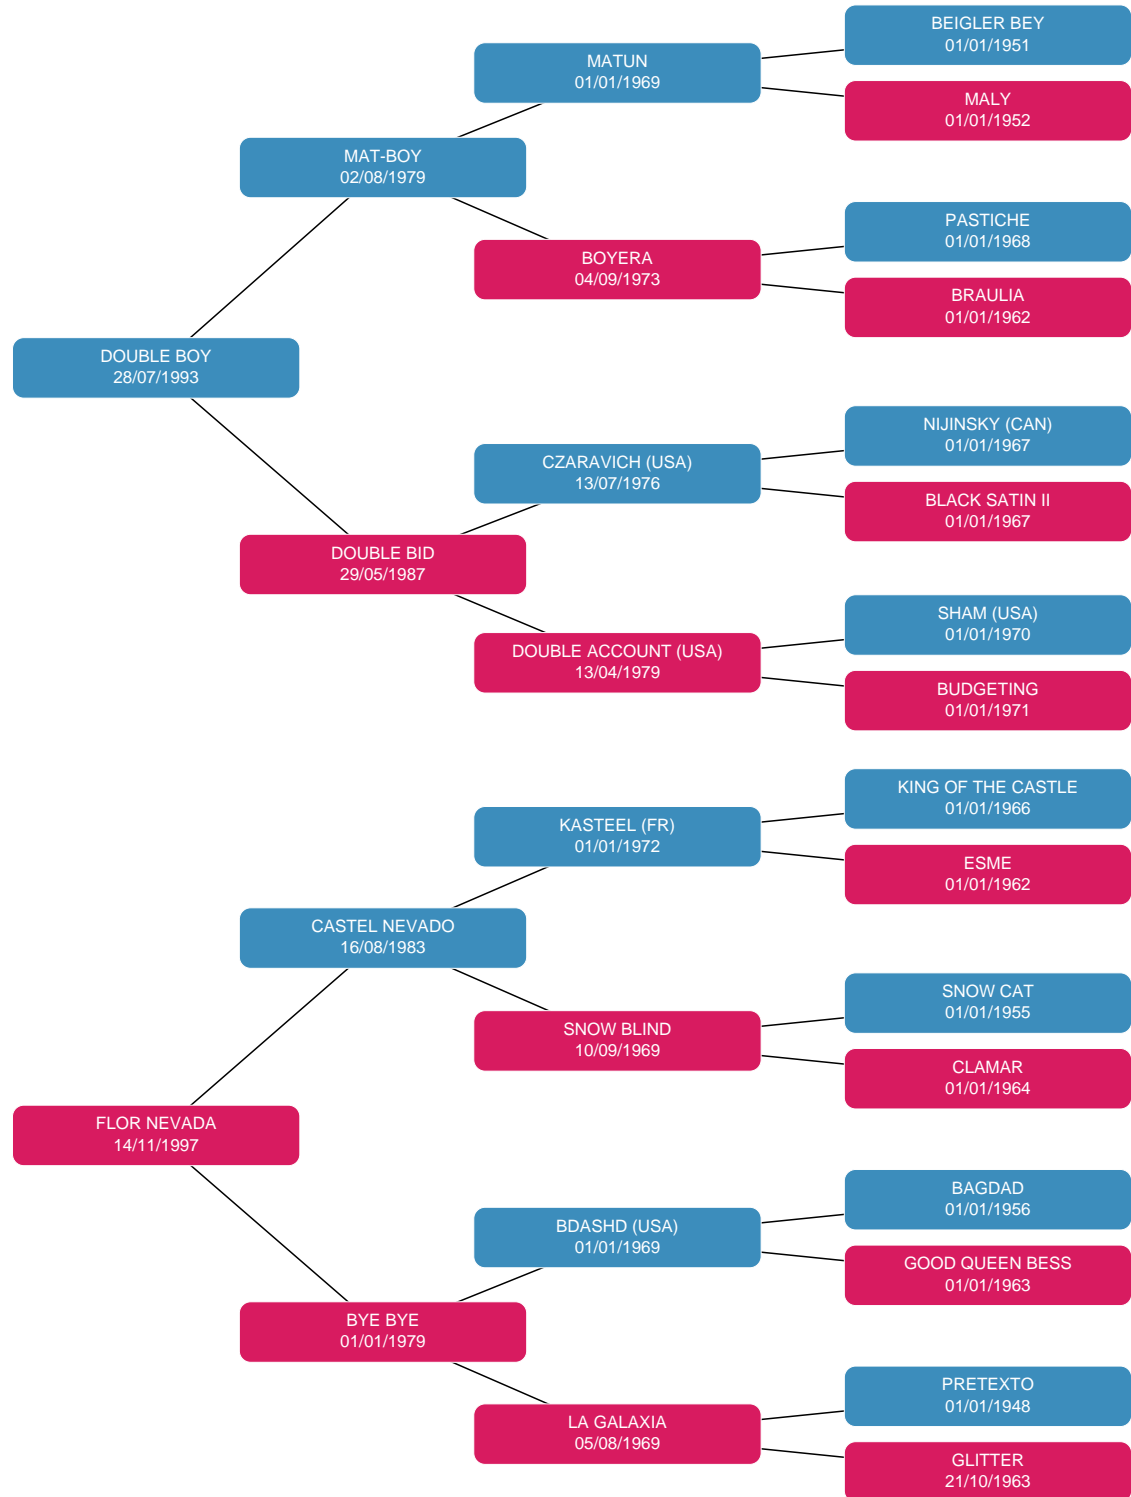 BEIGLER BEY
01/01/1951
MATUN
01/01/1969
MALY
01/01/1952
MAT-BOY
02/08/1979
PASTICHE
01/01/1968
BOYERA
04/09/1973
BRAULIA
01/01/1962
DOUBLE BOY
28/07/1993
NIJINSKY (CAN)
01/01/1967
CZARAVICH (USA)
13/07/1976
BLACK SATIN II
01/01/1967
DOUBLE BID
29/05/1987
SHAM (USA)
01/01/1970
DOUBLE ACCOUNT (USA)
13/04/1979
BUDGETING
01/01/1971
KING OF THE CASTLE
01/01/1966
KASTEEL (FR)
01/01/1972
ESME
01/01/1962
CASTEL NEVADO
16/08/1983
SNOW CAT
01/01/1955
SNOW BLIND
10/09/1969
CLAMAR
01/01/1964
FLOR NEVADA
14/11/1997
BAGDAD
01/01/1956
BDASHD (USA)
01/01/1969
GOOD QUEEN BESS
01/01/1963
BYE BYE
01/01/1979
PRETEXTO
01/01/1948
LA GALAXIA
05/08/1969
GLITTER
21/10/1963